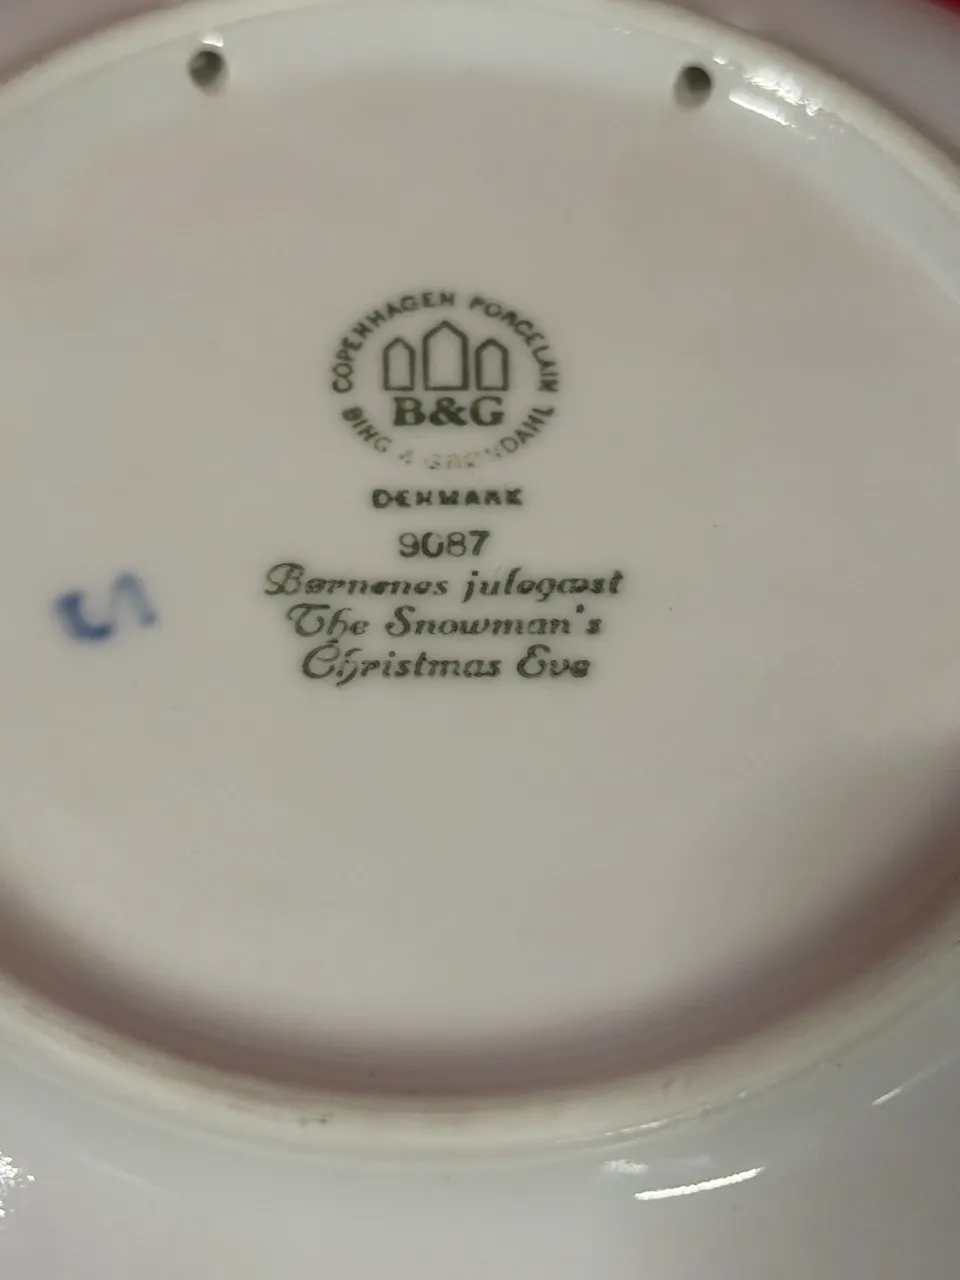 COPENHAGEN PORCELAIN
B&G
BING & GRØNDAHL
DENMARK
9087
Børnenes julegæst
The Snowman's
Christmas Eve